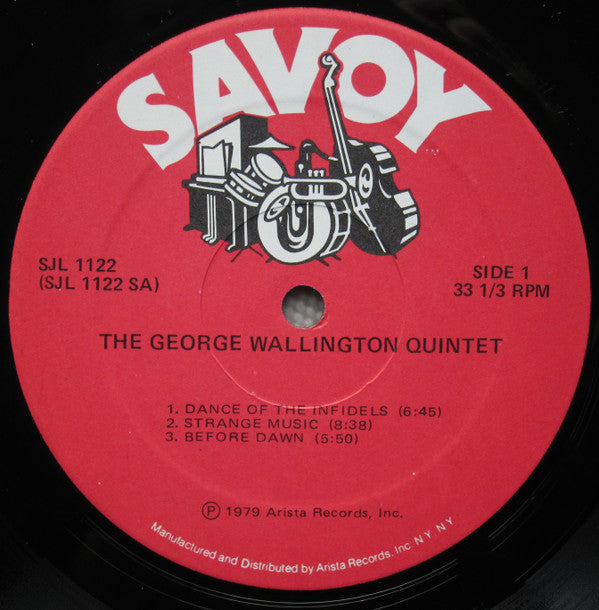 SAVOY
TM
SJL 1122
(SJL 1122 SA)
SIDE 1
33 1/3 RPM
THE GEORGE WALLINGTON QUINTET
1. DANCE OF THE INFIDELS (6:45)
2. STRANGE MUSIC (8:38)
3. BEFORE DAWN (5:50)
Ⓟ 1979 Arista Records, Inc.
Manufactured and Distributed by Arista Records, Inc N.Y. N.Y.